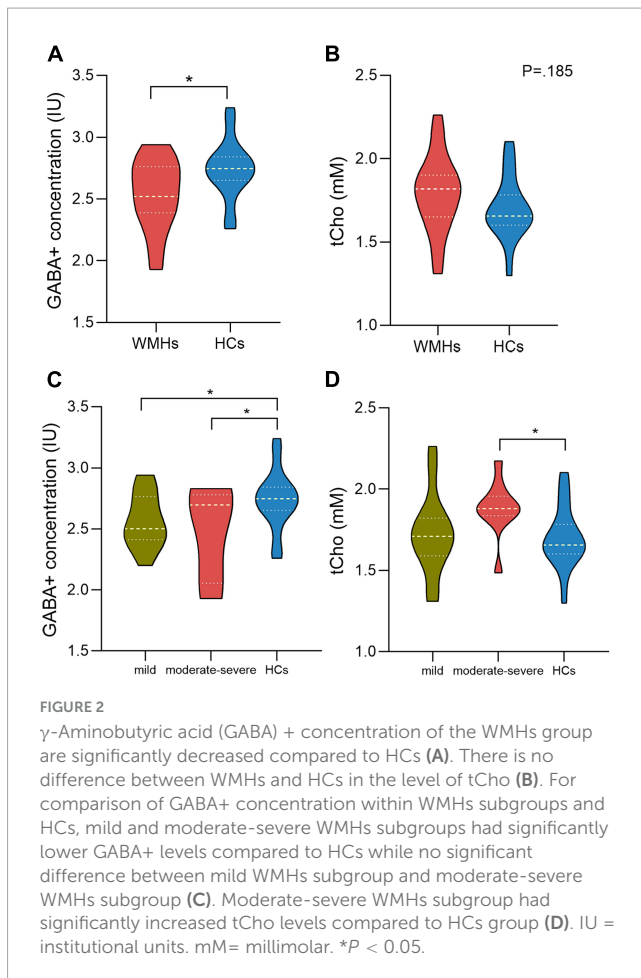 A
GABA+ concentration (IU)
3.5
3.0
2.5
2.0
1.5
*
WMHs
HCs
B
P=.185
tCho (mM)
2.5
2.0
1.5
1.0
WMHs
HCs
C
GABA+ concentration (IU)
3.5
3.0
2.5
2.0
1.5
*
*
mild
moderate-severe
HCs
D
tCho (mM)
2.5
2.0
1.5
1.0
*
mild
moderate-severe
HCs
FIGURE 2
γ-Aminobutyric acid (GABA) + concentration of the WMHs group
are significantly decreased compared to HCs (A). There is no
difference between WMHs and HCs in the level of tCho (B). For
comparison of GABA+ concentration within WMHs subgroups and
HCs, mild and moderate-severe WMHs subgroups had significantly
lower GABA+ levels compared to HCs while no significant
difference between mild WMHs subgroup and moderate-severe
WMHs subgroup (C). Moderate-severe WMHs subgroup had
significantly increased tCho levels compared to HCs group (D). IU =
institutional units. mM= millimolar. *P < 0.05.